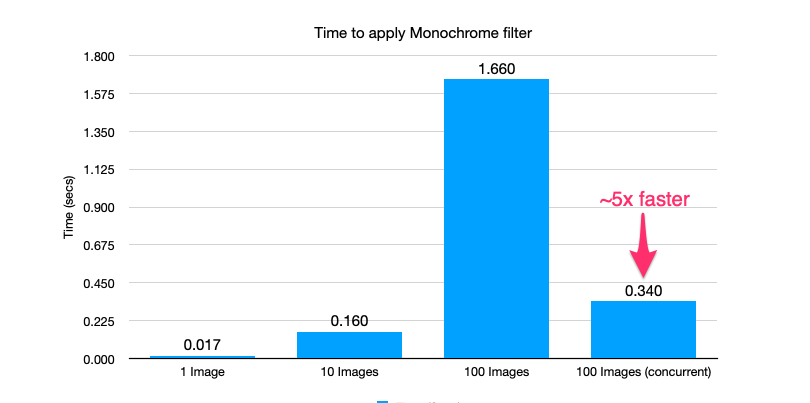 Time to apply Monochrome filter
1.800
1.660
1.575
1.350
1.125
~5x faster
0.900
Time (secs)
0.675
0.450
0.340
0.160
0.225
0.017
0.000
1 Image
10 Images
100 Images
100 Images (concurrent)